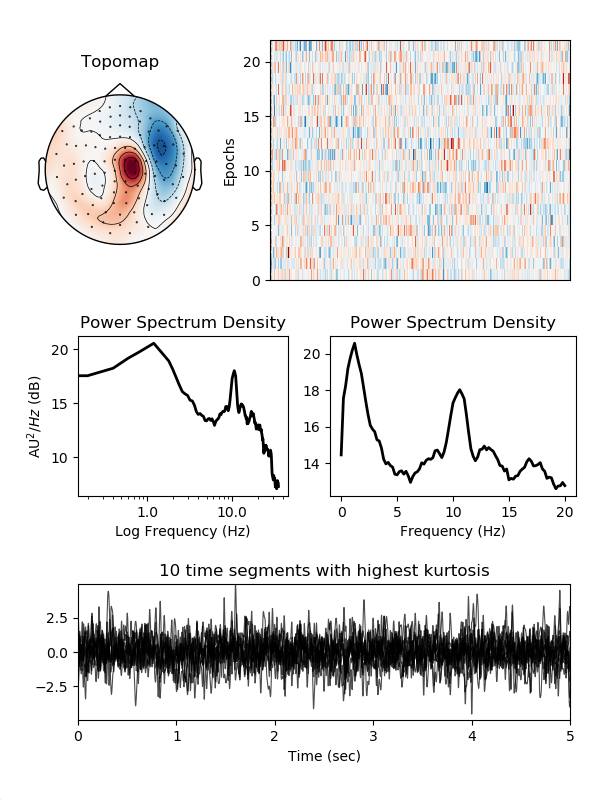 Topomap
20
15
10
5
0
Epochs
Power Spectrum Density
20
15
10
AU²/Hz (dB)
1.0 10.0
Log Frequency (Hz)
Power Spectrum Density
20
18
16
14
0 5 10 15 20
Frequency (Hz)
10 time segments with highest kurtosis
2.5
0.0
−2.5
0 1 2 3 4 5
Time (sec)